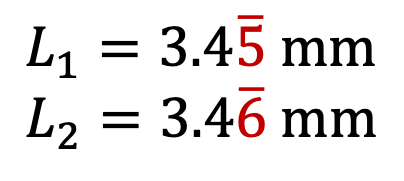 L₁ = 3.45̅ mm
L₂ = 3.46̅ mm